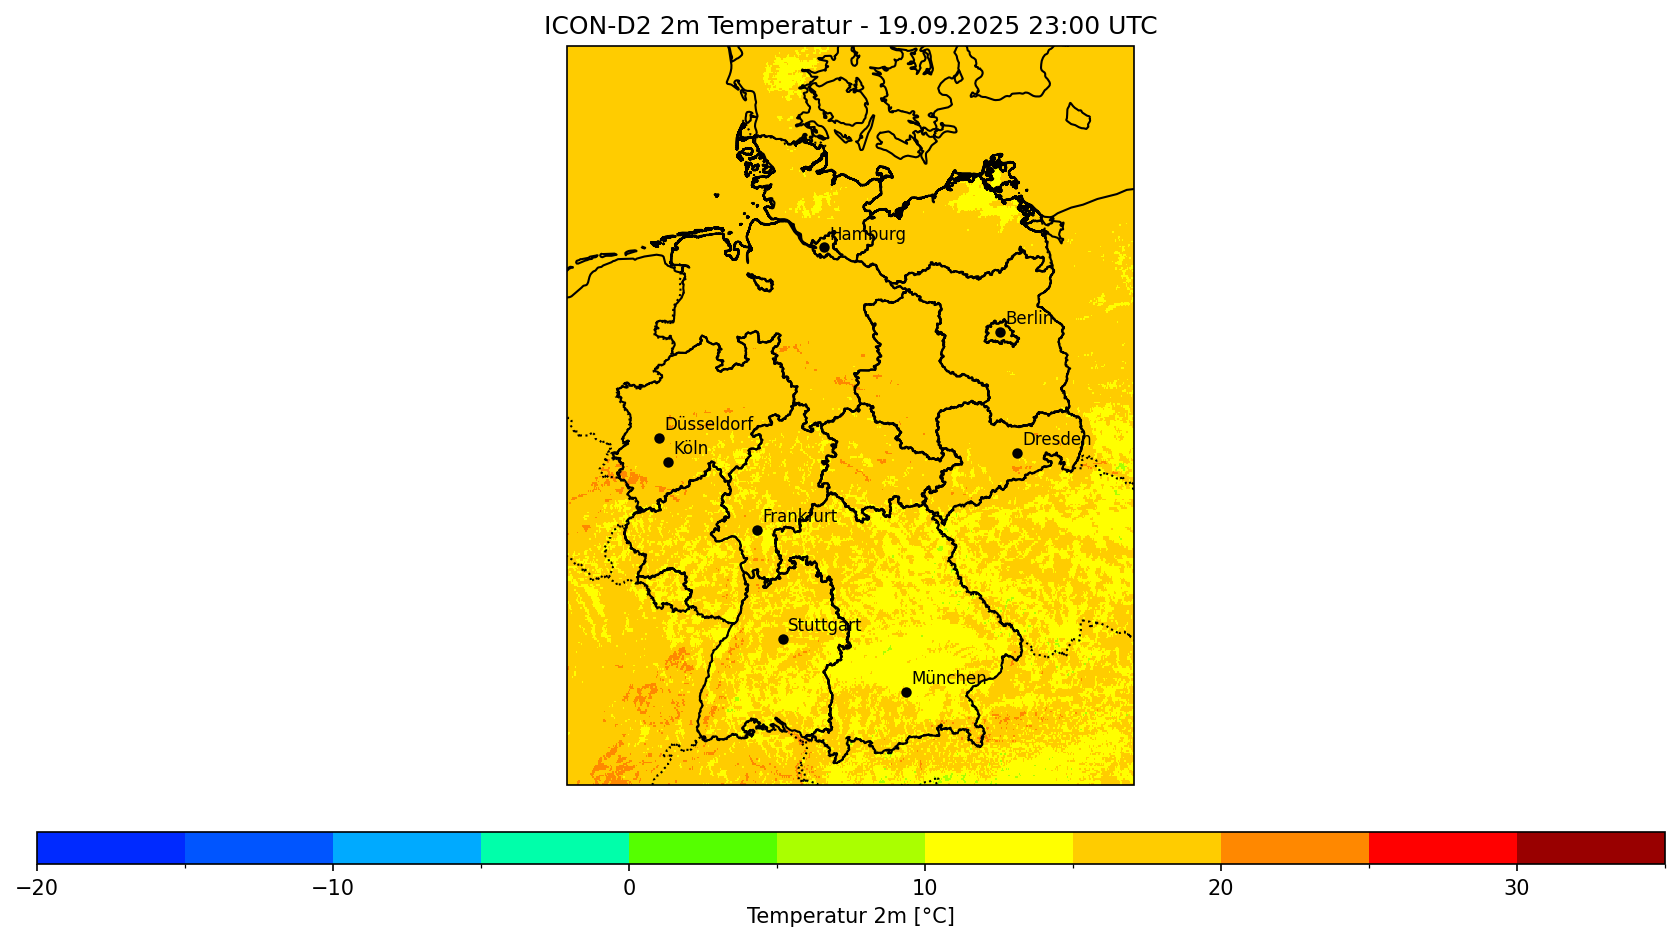 ICON-D2 2m Temperatur - 19.09.2025 23:00 UTC
Hamburg
Berlin
Düsseldorf
Köln
Dresden
Frankfurt
Stuttgart
München
−20
−10
0
10
20
30
Temperatur 2m [°C]